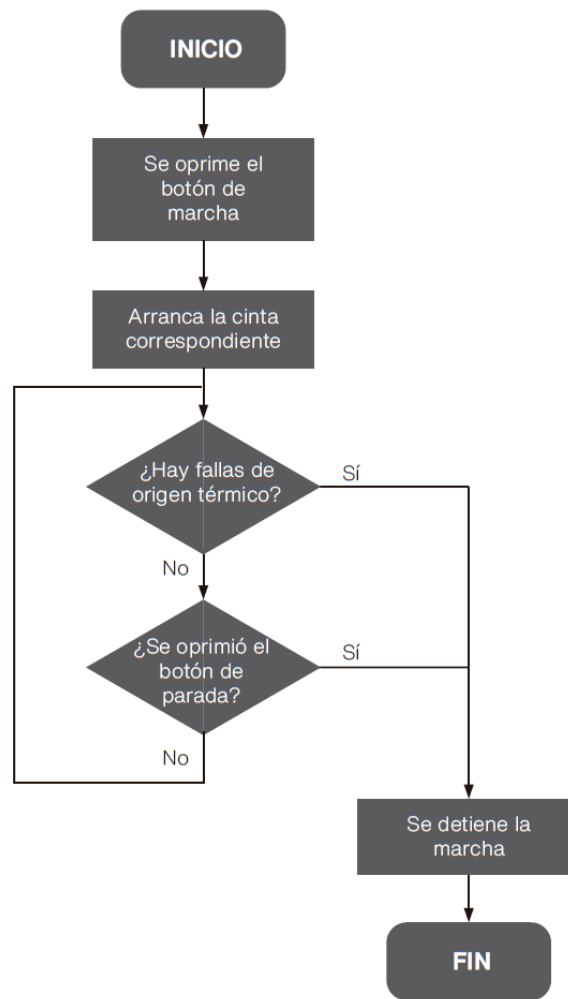 INICIO
Se oprime el
botón de
marcha
Arranca la cinta
correspondiente
¿Hay fallas de
origen térmico?
Sí
No
¿Se oprimió el
botón de
parada?
Sí
No
Se detiene la
marcha
FIN